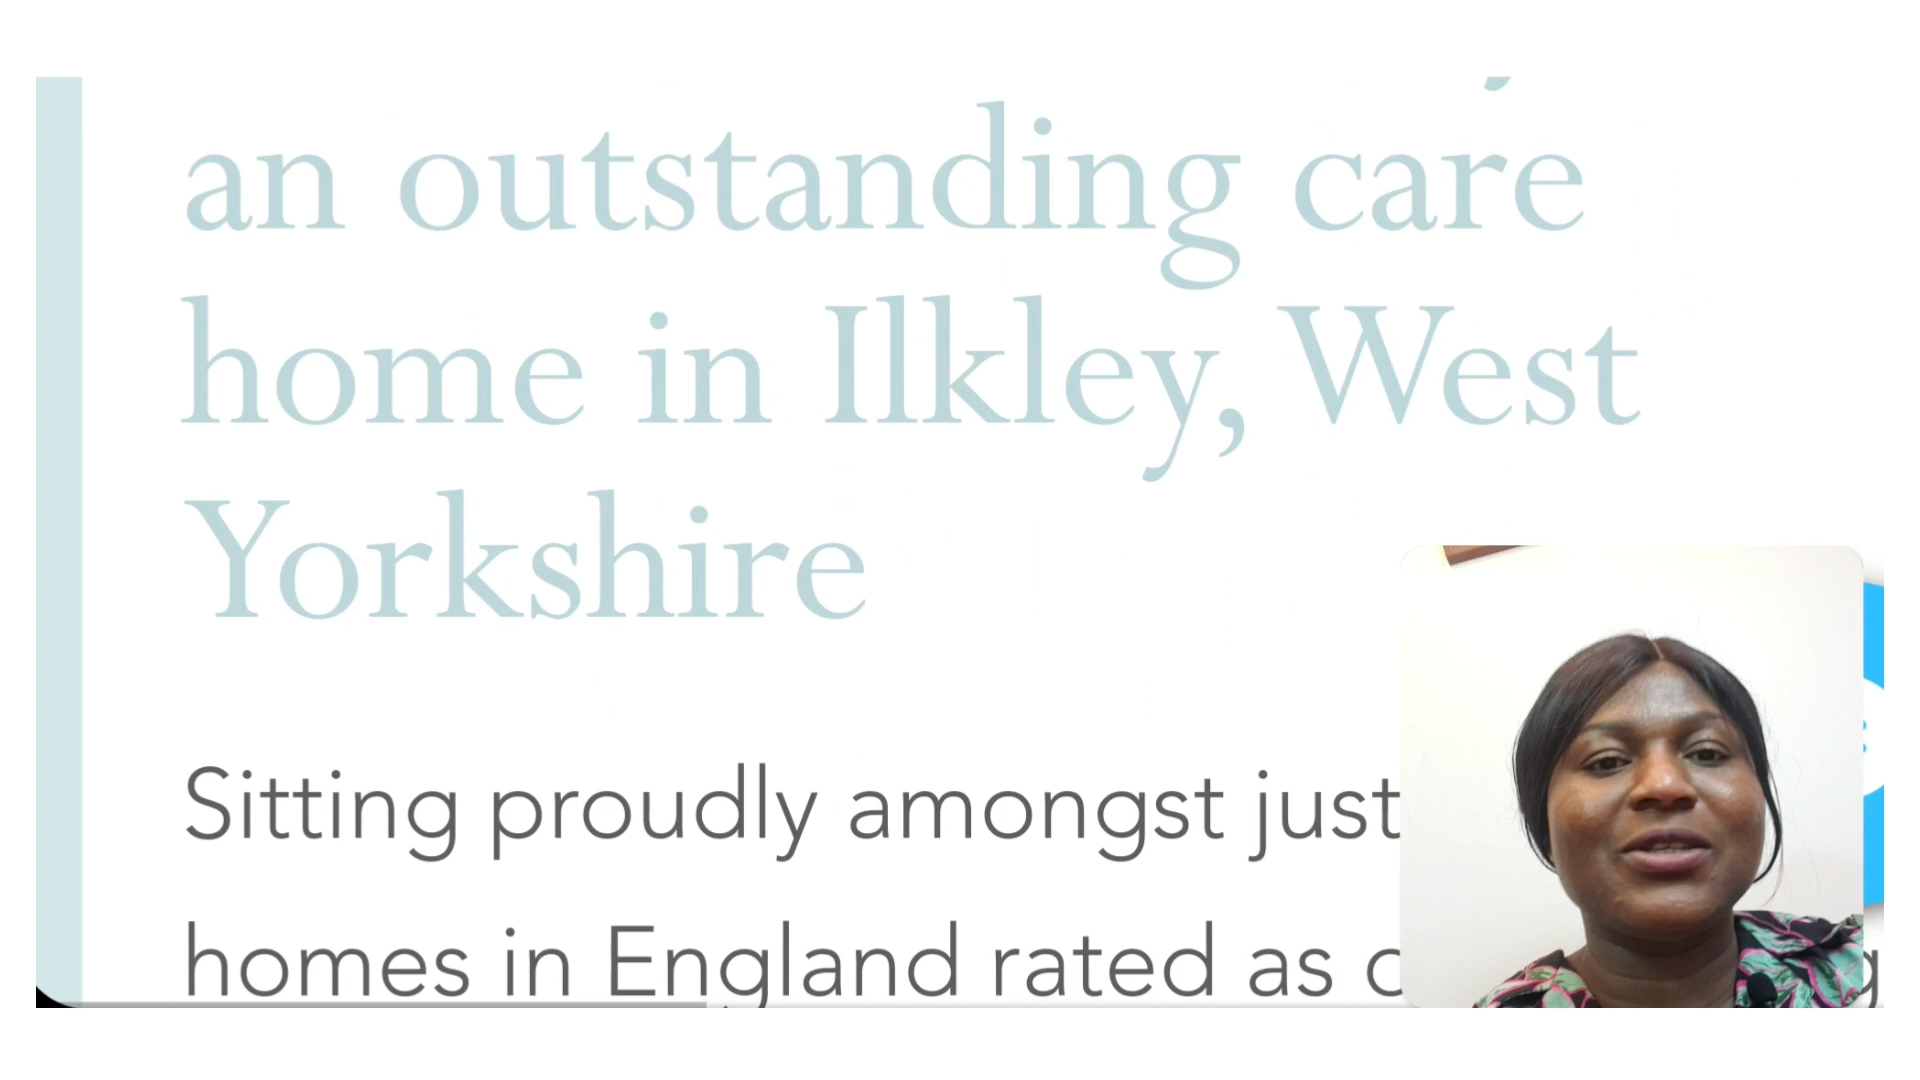 an outstanding care
home in Ilkley, West
Yorkshire
Sitting proudly amongst just
homes in England rated as